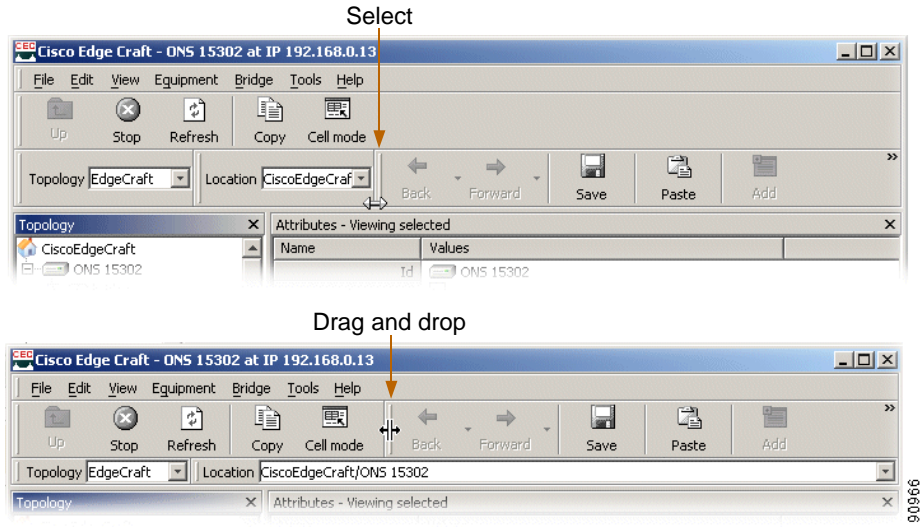 Select
CEC Cisco Edge Craft - ONS 15302 at IP 192.168.0.13
File Edit View Equipment Bridge Tools Help
Up Stop Refresh Copy Cell mode
Topology EdgeCraft Location CiscoEdgeCraf Back Forward Save Paste Add »
Topology Attributes - Viewing selected
CiscoEdgeCraft Name Values
ONS 15302 Id ONS 15302
Drag and drop
CEC Cisco Edge Craft - ONS 15302 at IP 192.168.0.13
File Edit View Equipment Bridge Tools Help
Up Stop Refresh Copy Cell mode Back Forward Save Paste Add »
Topology EdgeCraft Location CiscoEdgeCraft/ONS 15302
Topology Attributes - Viewing selected
90966